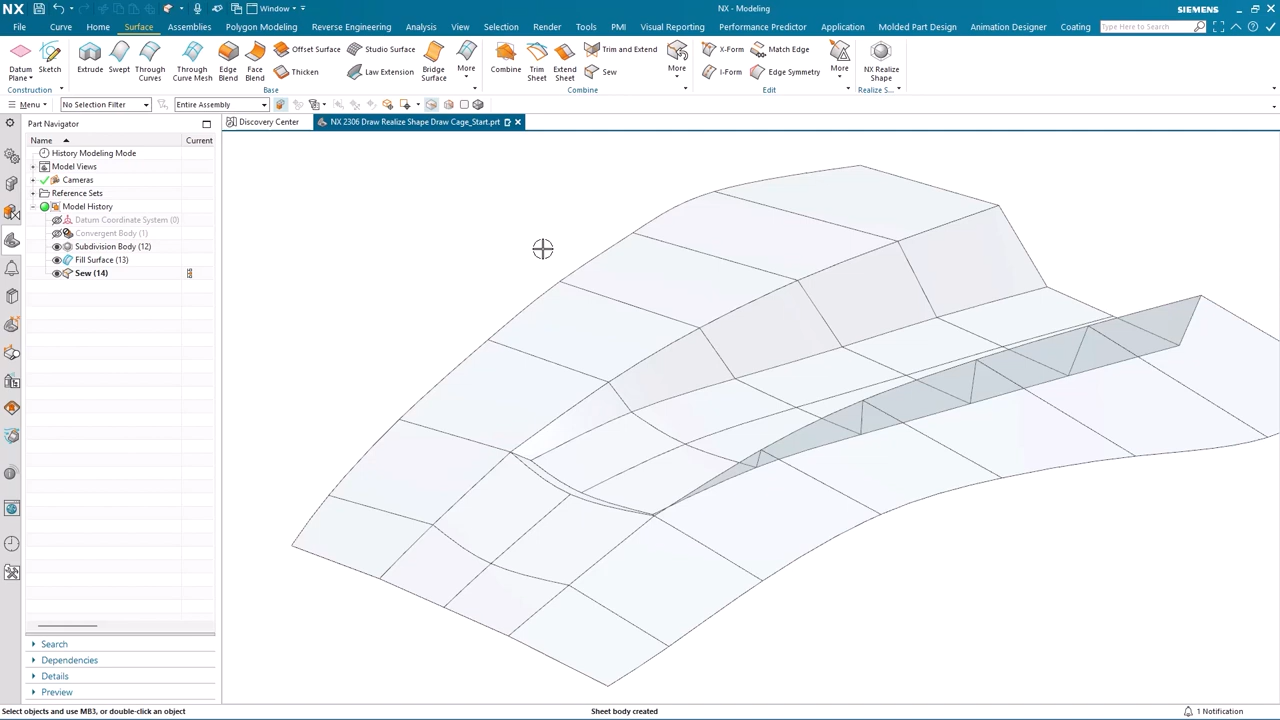 NX
Window
NX - Modeling
SIEMENS
File Curve Surface Assemblies Polygon Modeling Reverse Engineering Analysis View Selection Render Tools PMI Visual Reporting Performance Predictor Application Molded Part Design Animation Designer Coating Type Here to Search
Datum Plane Sketch Extrude Swept Through Curves Through Curve Mesh Edge Blend Face Blend Offset Surface Thicken Studio Surface Law Extension Bridge Surface More Combine Trim Sheet Extend Sheet Trim and Extend Sew More X-Form I-Form Match Edge Edge Symmetry More NX Realize Shape
Construction Base Combine Edit Realize S...
Menu No Selection Filter Entire Assembly
Part Navigator Discovery Center NX 2306 Draw Realize Shape Draw Cage_Start.prt
Name Current
History Modeling Mode
Model Views
Cameras
Reference Sets
Model History
Datum Coordinate System (0)
Convergent Body (1)
Subdivision Body (12)
Fill Surface (13)
Sew (14)
Search
Dependencies
Details
Preview
Select objects and use MB3, or double-click an object Sheet body created 1 Notification